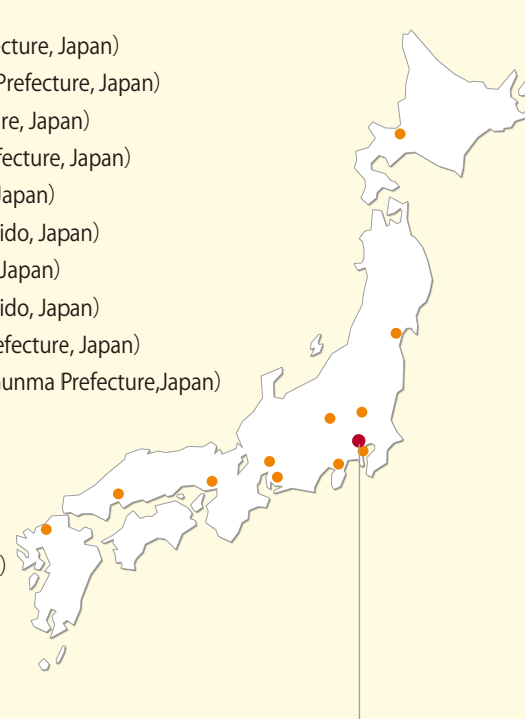 cture, Japan）
Prefecture, Japan）
re, Japan）
fecture, Japan）
Japan）
ido, Japan）
Japan）
ido, Japan）
efecture, Japan）
unma Prefecture,Japan）
）